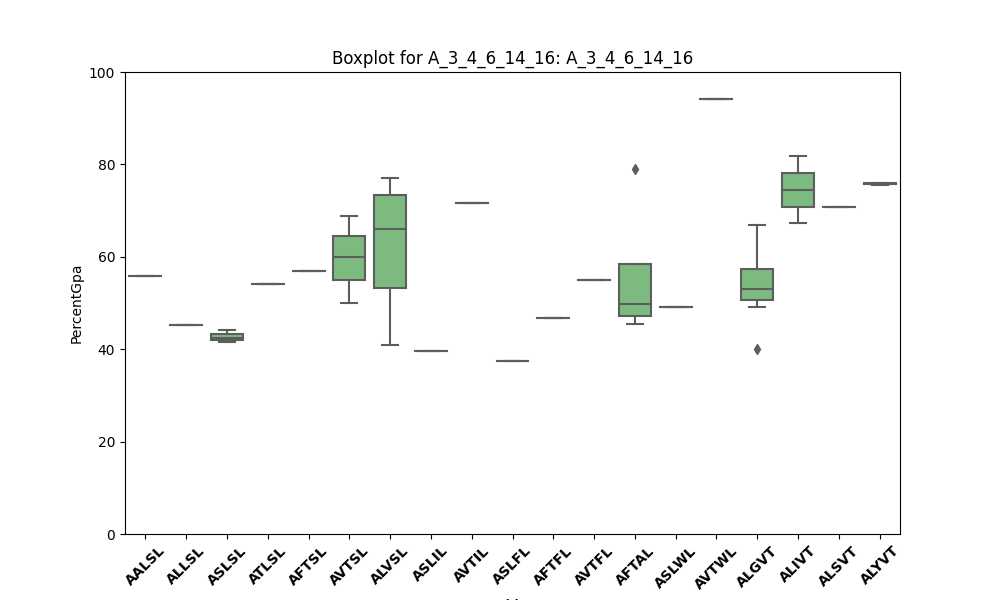 Boxplot for A_3_4_6_14_16: A_3_4_6_14_16
PercentGpa
100
80
60
40
20
0
AALSL
ALLSL
ASLSL
ATLSL
AFTSL
AVTSL
ALVSL
ASLIL
AVTIL
ASLFL
AFTFL
AVTFL
AFTAL
ASLWL
AVTWL
ALGVT
ALIVT
ALSVT
ALYVT